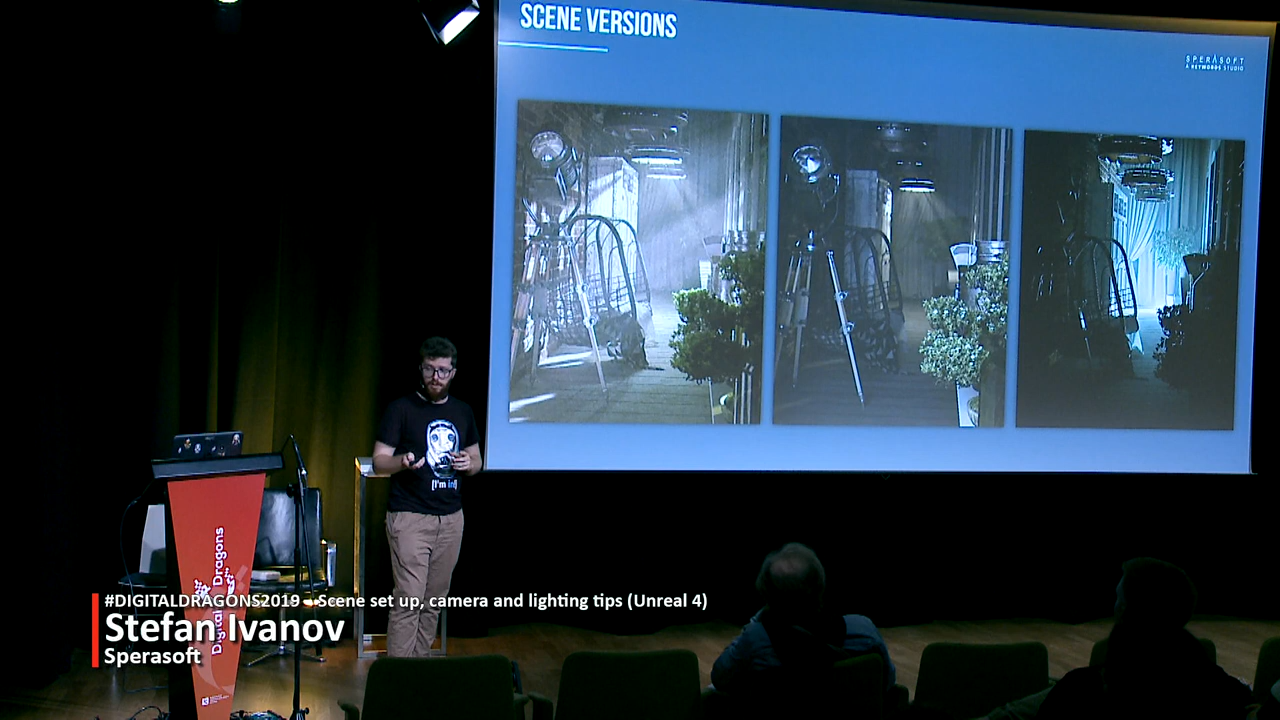 SCENE VERSIONS
SPERASOFT
A KEYWORDS STUDIO
[I'm in]
Digital Dragons
#DIGITALDRAGONS2019 - Scene set up, camera and lighting tips (Unreal 4)
Stefan Ivanov
Sperasoft